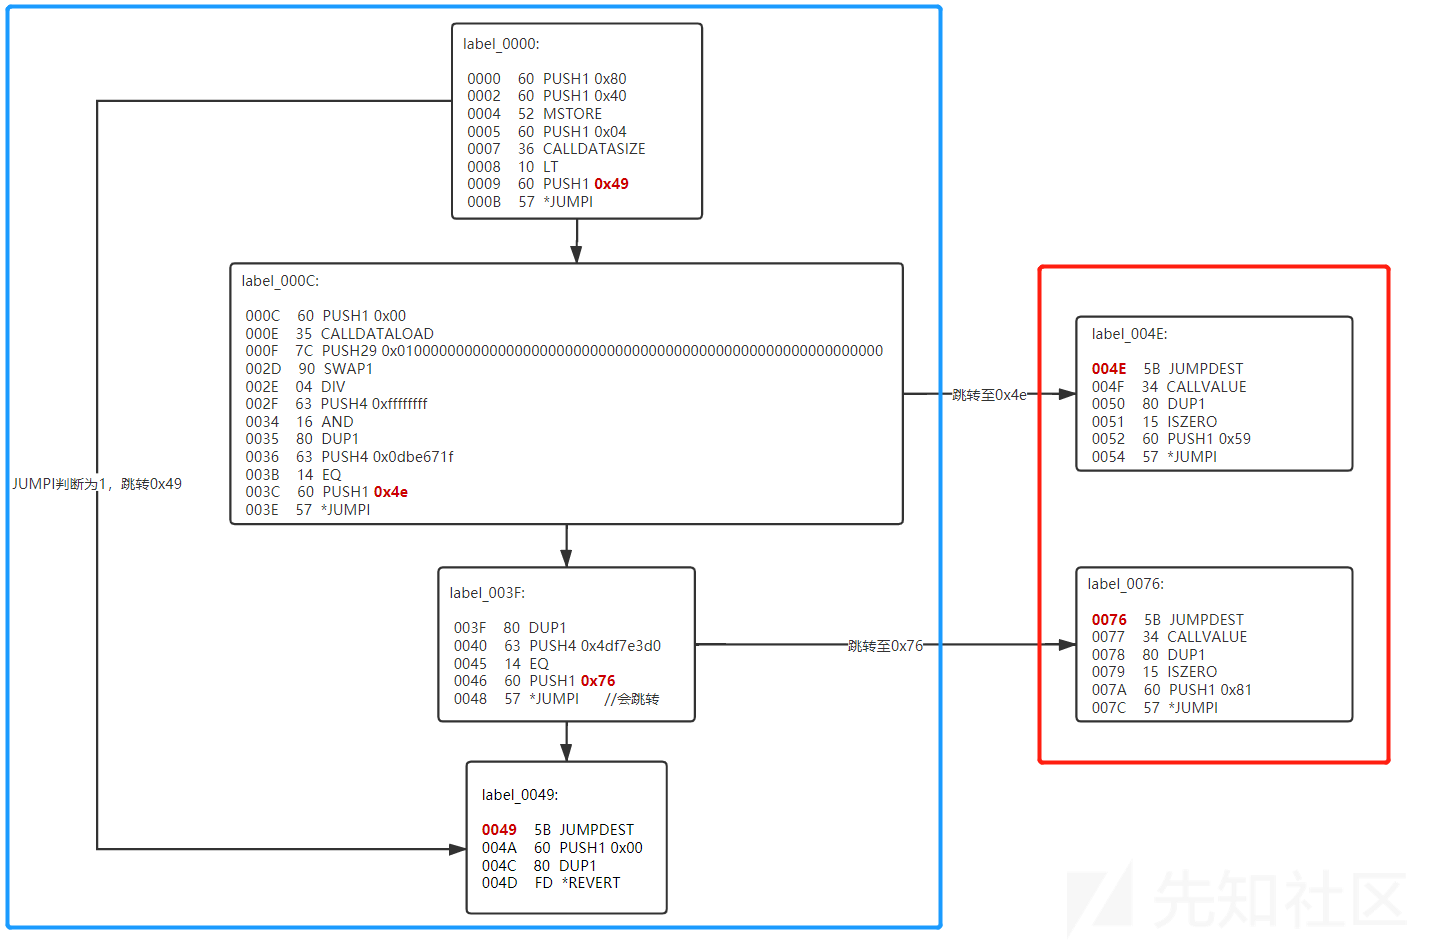 label_0000:
0000 60 PUSH1 0x80
0002 60 PUSH1 0x40
0004 52 MSTORE
0005 60 PUSH1 0x04
0007 36 CALLDATASIZE
0008 10 LT
0009 60 PUSH1 0x49
000B 57 *JUMPI
label_000C:
000C 60 PUSH1 0x00
000E 35 CALLDATALOAD
000F 7C PUSH29 0x0100000000000000000000000000000000000000000000000000000000
002D 90 SWAP1
002E 04 DIV
002F 63 PUSH4 0xffffffff
0034 16 AND
0035 80 DUP1
0036 63 PUSH4 0x0dbe671f
003B 14 EQ
003C 60 PUSH1 0x4e
003E 57 *JUMPI
跳转至0x4e
label_004E:
004E 5B JUMPDEST
004F 34 CALLVALUE
0050 80 DUP1
0051 15 ISZERO
0052 60 PUSH1 0x59
0054 57 *JUMPI
JUMPI判断为1，跳转0x49
label_003F:
003F 80 DUP1
0040 63 PUSH4 0x4df7e3d0
0045 14 EQ
0046 60 PUSH1 0x76
0048 57 *JUMPI //会跳转
跳转至0x76
label_0076:
0076 5B JUMPDEST
0077 34 CALLVALUE
0078 80 DUP1
0079 15 ISZERO
007A 60 PUSH1 0x81
007C 57 *JUMPI
label_0049:
0049 5B JUMPDEST
004A 60 PUSH1 0x00
004C 80 DUP1
004D FD *REVERT
先知社区